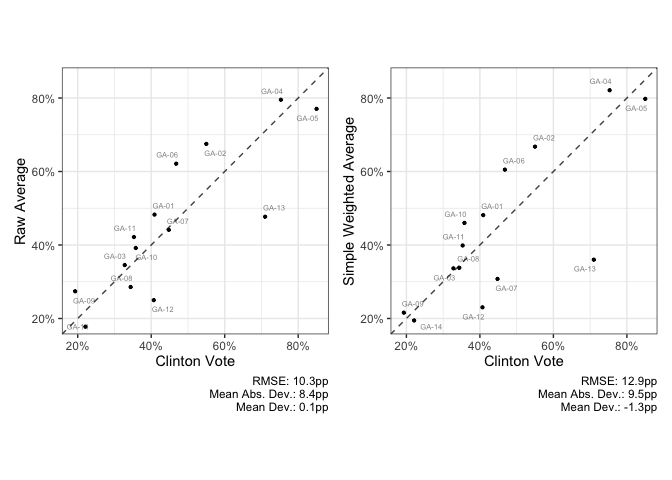 Raw Average
80%
60%
40%
20%
GA-04
GA-05
GA-06
GA-02
GA-01
GA-13
GA-07
GA-11
GA-10
GA-03
GA-08
GA-09
GA-12
20%
40%
60%
80%
Clinton Vote
RMSE: 10.3pp
Mean Abs. Dev.: 8.4pp
Mean Dev.: 0.1pp
Simple Weighted Average
80%
60%
40%
20%
GA-04
GA-05
GA-02
GA-06
GA-10
GA-01
GA-11
GA-08
GA-13
GA-03
GA-07
GA-09
GA-12
GA-14
20%
40%
60%
80%
Clinton Vote
RMSE: 12.9pp
Mean Abs. Dev.: 9.5pp
Mean Dev.: -1.3pp